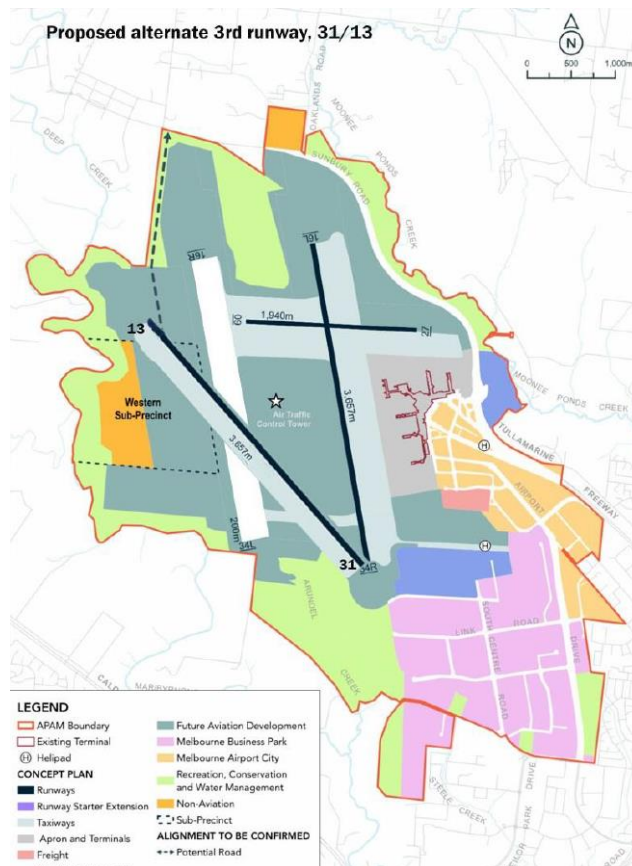 Proposed alternate 3rd runway, 31/13
N
0 500 1,000m
OAKLANDS ROAD
MOONEE PONDS CREEK
DEEP CREEK
SUNBURY ROAD
16R
16L
1,940m
09
27
13
Western
Sub-Precinct
Air Traffic
Control Tower
3,657m
3,657m
MOONEE PONDS CREEK
TULLAMARINE FREEWAY
H
AIRPORT DRIVE
200m
34L
31
34R
H
ARUNDEL CREEK
LINK ROAD
SOUTH CENTRE ROAD
STEELE CREEK
PARK DRIVE
LEGEND
APAM Boundary
Existing Terminal
H Helipad
CONCEPT PLAN
Runways
Runway Starter Extension
Taxiways
Apron and Terminals
Freight
Future Aviation Development
Melbourne Business Park
Melbourne Airport City
Recreation, Conservation
and Water Management
Non-Aviation
Sub-Precinct
ALIGNMENT TO BE CONFIRMED
Potential Road